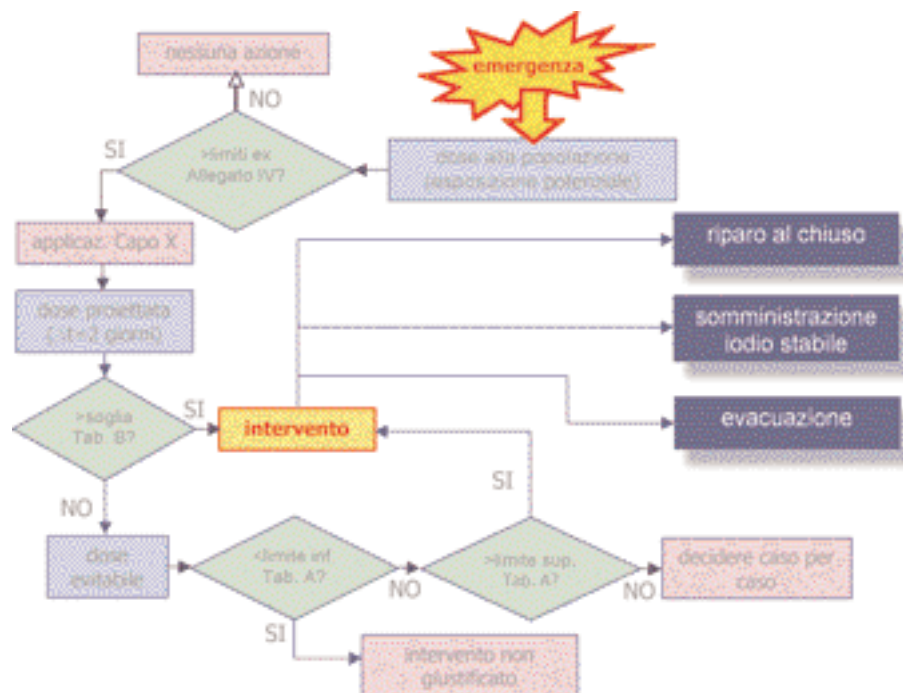 nessuna azione
emergenza
NO
SI
>limiti ex
Allegato IV?
dose alla popolazione
(esposizione potenziale)
applicaz. Capo X
riparo al chiuso
dose proiettata
giorni)
somministrazione
iodio stabile
>soglia
Tab. B?
SI
intervento
evacuazione
NO
SI
dose
evitabile
<limite inf
Tab. A?
NO
>limite sup.
Tab. A?
NO
decidere caso per
caso
SI
intervento non
giustificato